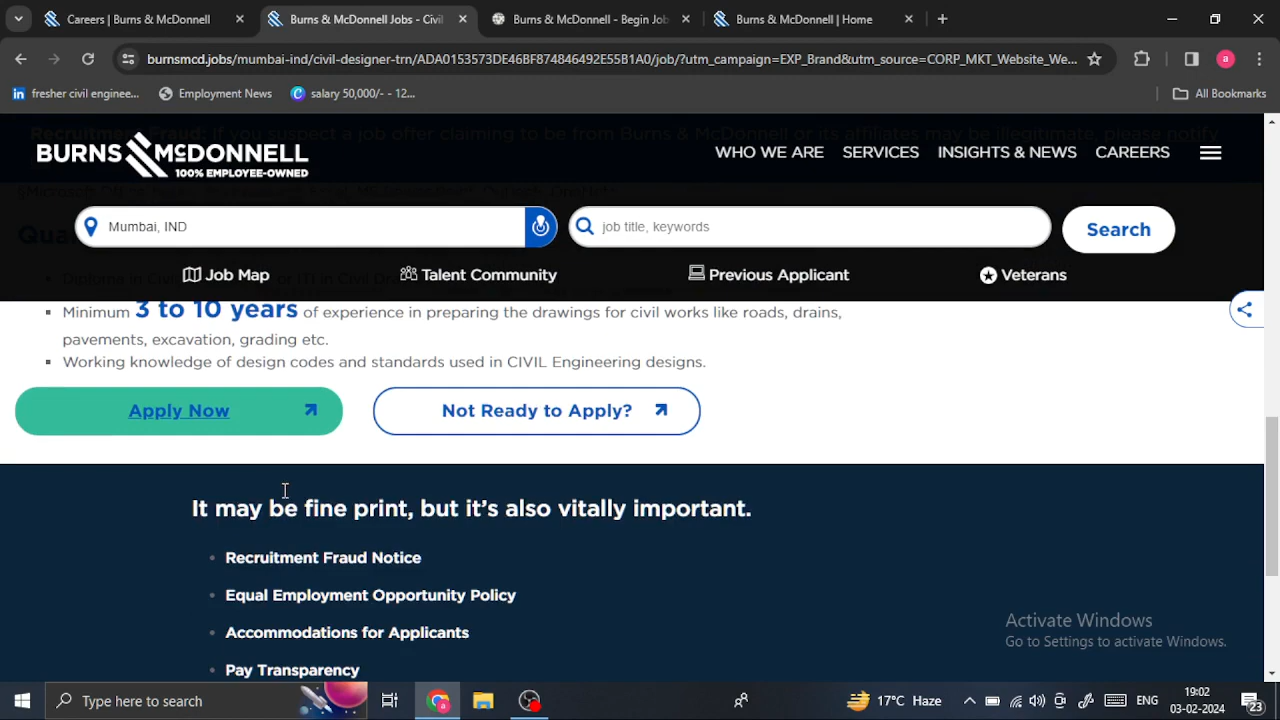 Careers | Burns & McDonnell
Burns & McDonnell Jobs - Civil
Burns & McDonnell - Begin Job
Burns & McDonnell | Home
burnsmcd.jobs/mumbai-ind/civil-designer-trn/ADA0153573DE46BF874846492E55B1A0/job/?utm_campaign=EXP_Brand&utm_source=CORP_MKT_Website_We...
a
in fresher civil enginee...
Employment News
salary 50,000/- - 12...
All Bookmarks
Recruitment Fraud: If you suspect a job offer claiming to be from Burns & McDonnell or its affiliates may be illegitimate, please notify
BURNS McDONNELL
100% EMPLOYEE-OWNED
WHO WE ARE
SERVICES
INSIGHTS & NEWS
CAREERS
Mumbai, IND
job title, keywords
Search
Job Map
Talent Community
Previous Applicant
Veterans
Minimum 3 to 10 years of experience in preparing the drawings for civil works like roads, drains,
pavements, excavation, grading etc.
Working knowledge of design codes and standards used in CIVIL Engineering designs.
Apply Now
Not Ready to Apply?
It may be fine print, but it's also vitally important.
Recruitment Fraud Notice
Equal Employment Opportunity Policy
Accommodations for Applicants
Pay Transparency
Activate Windows
Go to Settings to activate Windows.
Type here to search
17°C Haze
ENG
19:02
03-02-2024
23